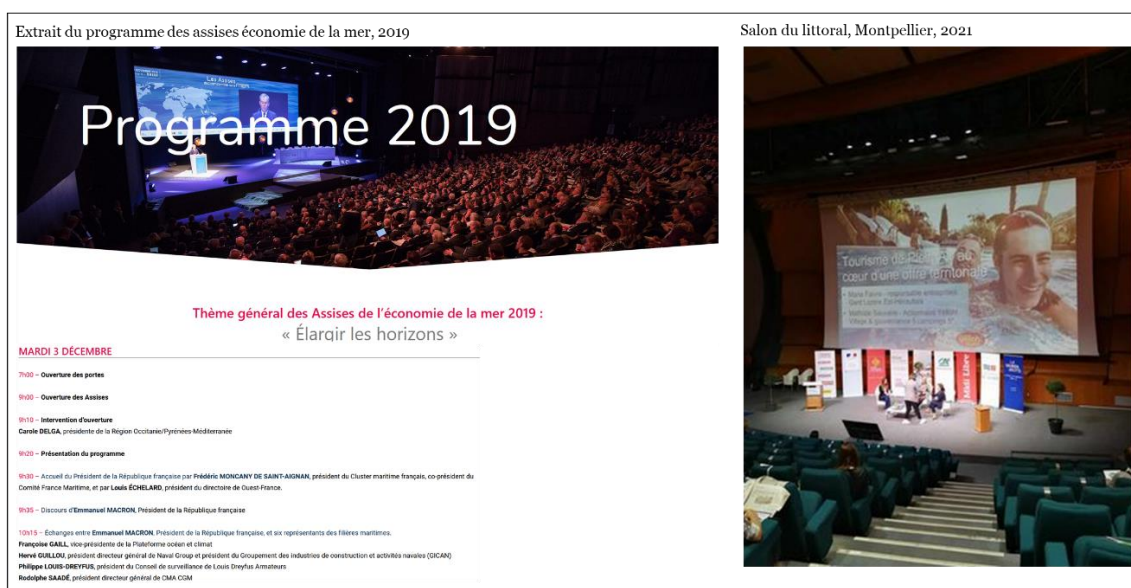 Extrait du programme des assises économie de la mer, 2019
Les Assises
Programme 2019
Thème général des Assises de l'économie de la mer 2019 :
« Élargir les horizons »
MARDI 3 DÉCEMBRE
7h00 – Ouverture des portes
9h00 – Ouverture des Assises
9h10 – Intervention d'ouverture
Carole DELGA, présidente de la Région Occitanie/Pyrénées-Méditerranée
9h20 – Présentation du programme
9h30 – Accueil du Président de la République française par Frédéric MONCANY DE SAINT-AIGNAN, président du Cluster maritime français, co-président du
Comité France Maritime, et par Louis ÉCHELARD, président du directoire de Ouest-France.
9h35 – Discours d'Emmanuel MACRON, Président de la République française
10h15 – Échanges entre Emmanuel MACRON, Président de la République française, et six représentants des filières maritimes.
Françoise GAILL, vice-présidente de la Plateforme océan et climat
Hervé GUILLOU, président directeur général de Naval Group et président du Groupement des industries de construction et activités navales (GICAN)
Philippe LOUIS-DREYFUS, président du Conseil de surveillance de Louis Dreyfus Armateurs
Rodolphe SAADÉ, président directeur général de CMA CGM
Salon du littoral, Montpellier, 2021
Tourisme de au
cœur d'une offre territoriale
Marie Favre - responsable
Village &
Midi Libre